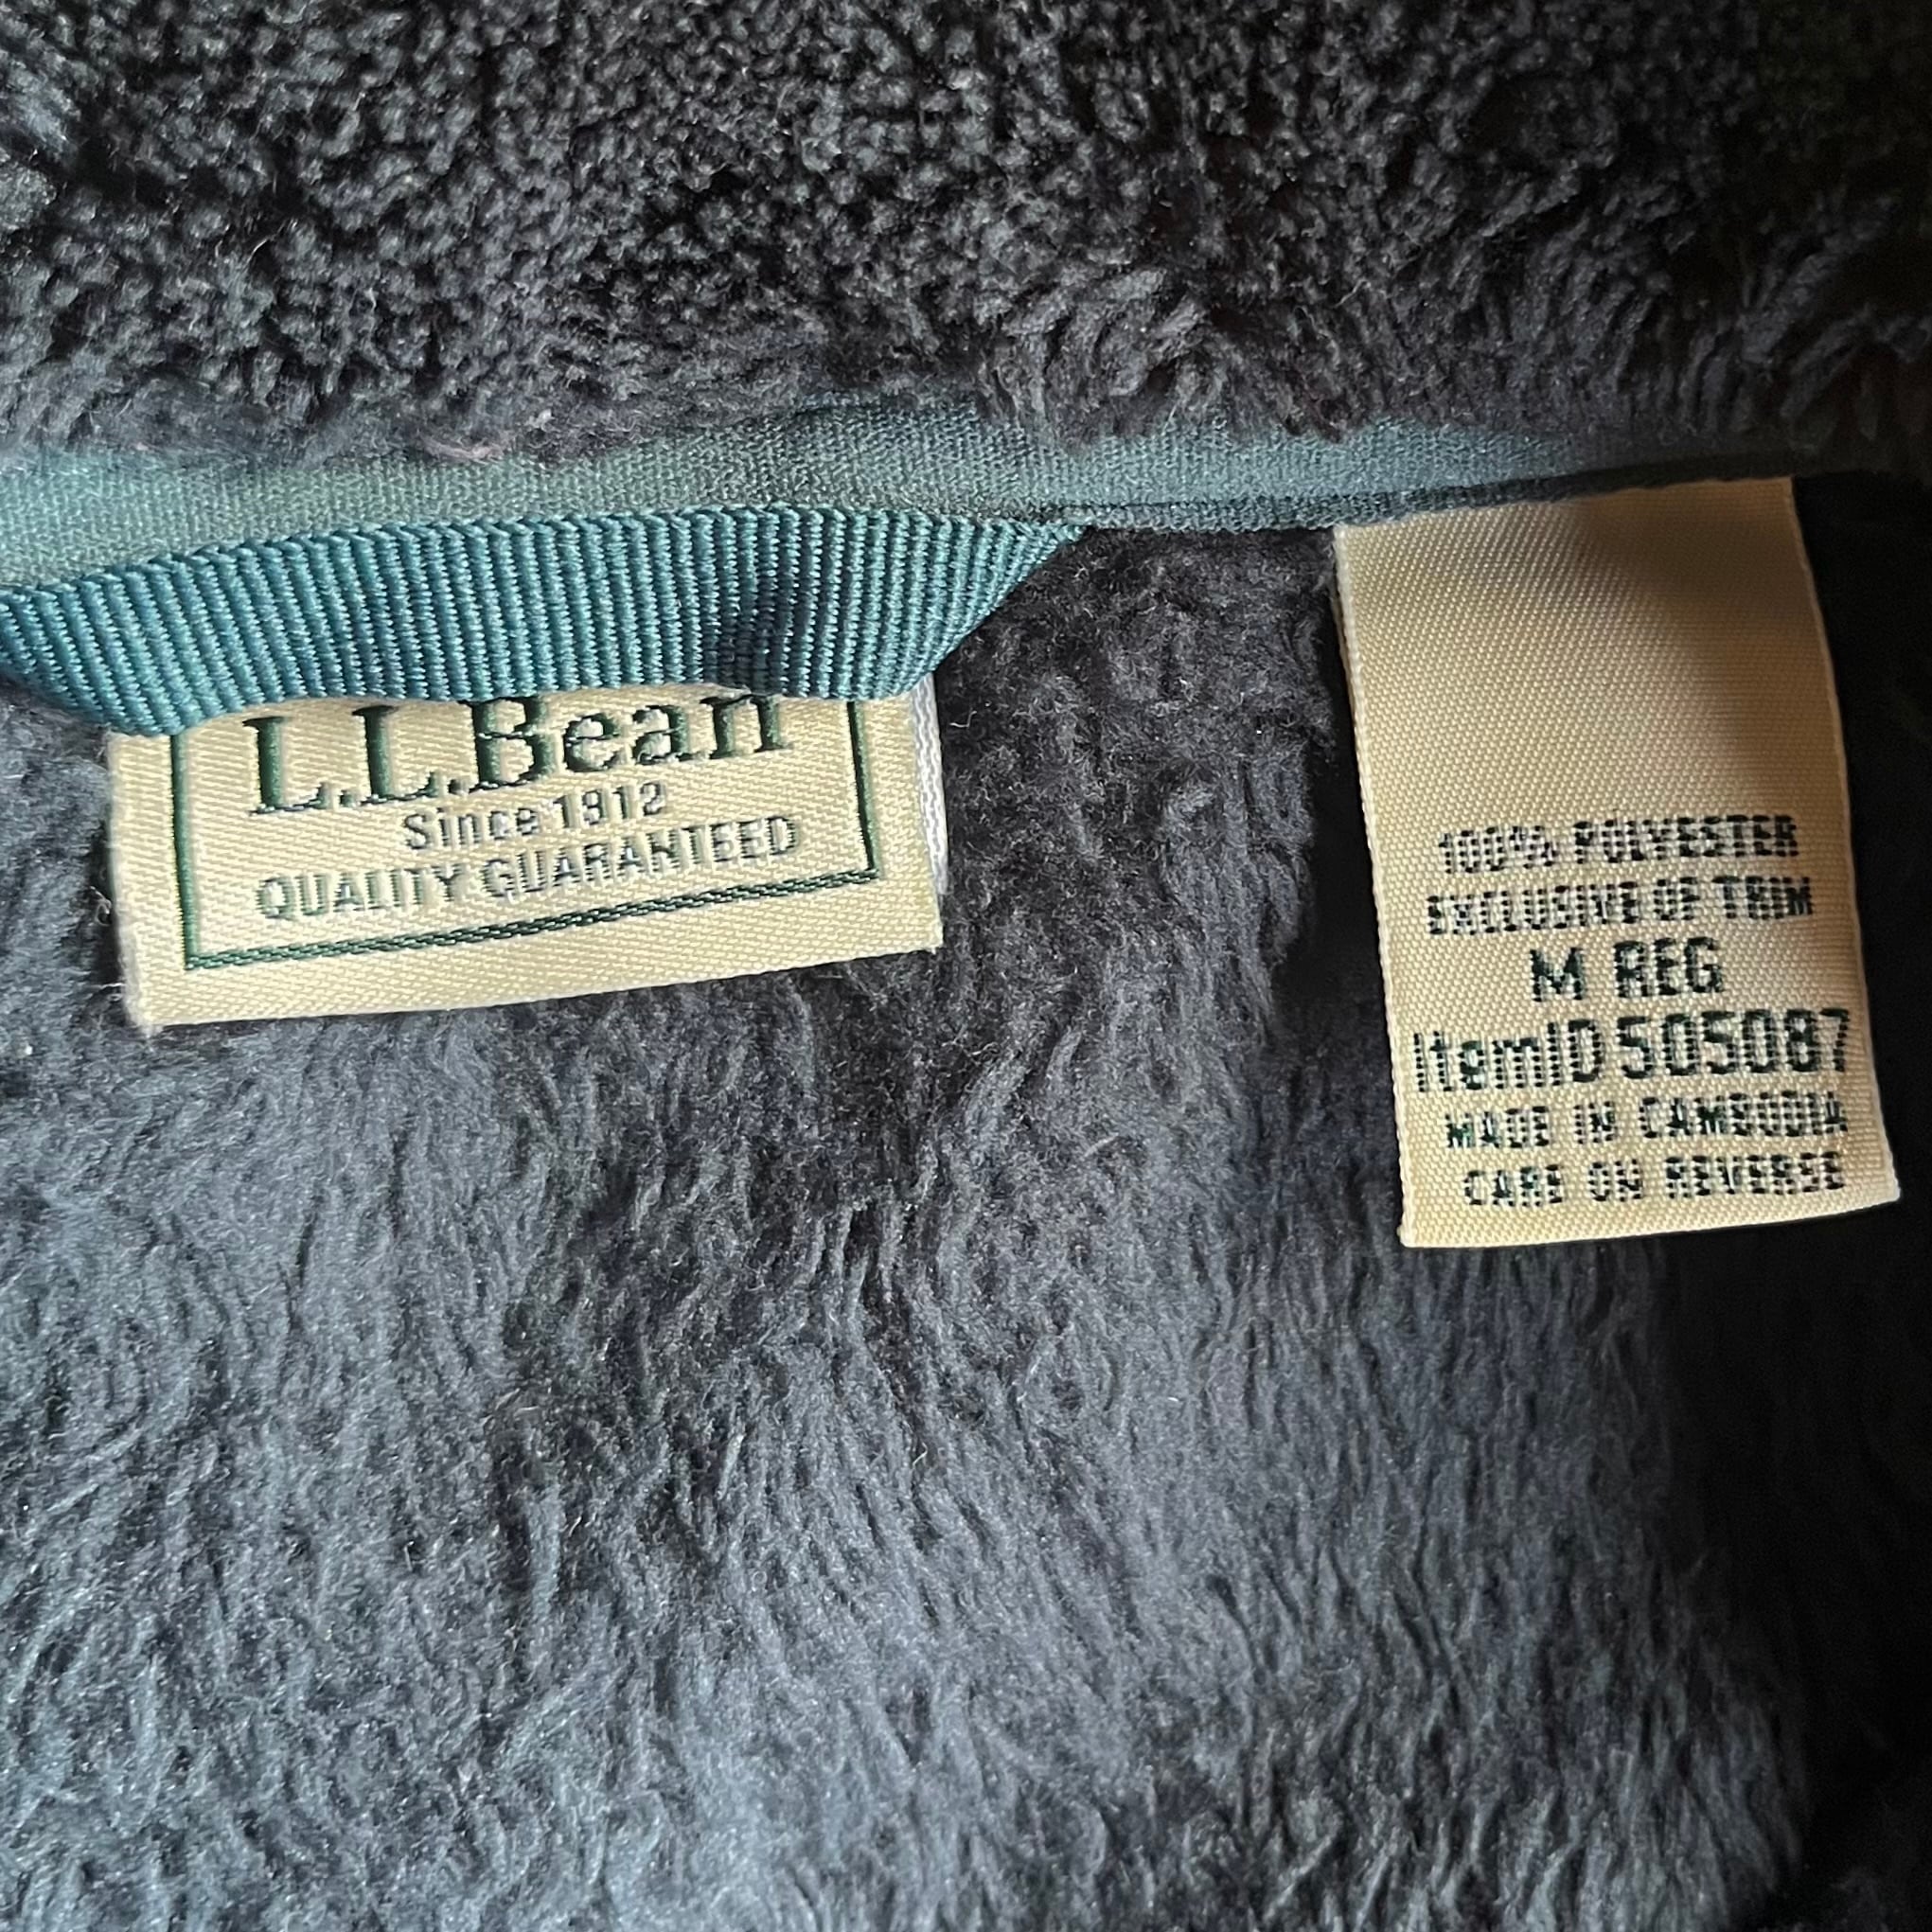 L.L.Bean
Since 1912
QUALITY GUARANTEED
100% POLYESTER
EXCLUSIVE OF TRIM
M REG
ItemID 505087
MADE IN CAMBODIA
CARE ON REVERSE